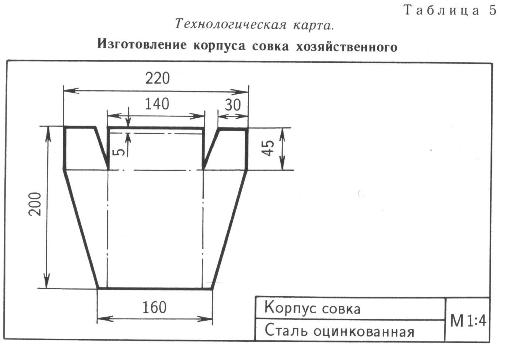 Таблица 5
Технологическая карта.
Изготовление корпуса совка хозяйственного
220
140
30
5
45
200
160
Корпус совка
М 1:4
Сталь оцинкованная